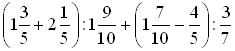 (1 3/5 + 2 1/5) : 1 9/10 + (1 7/10 − 4/5) : 3/7